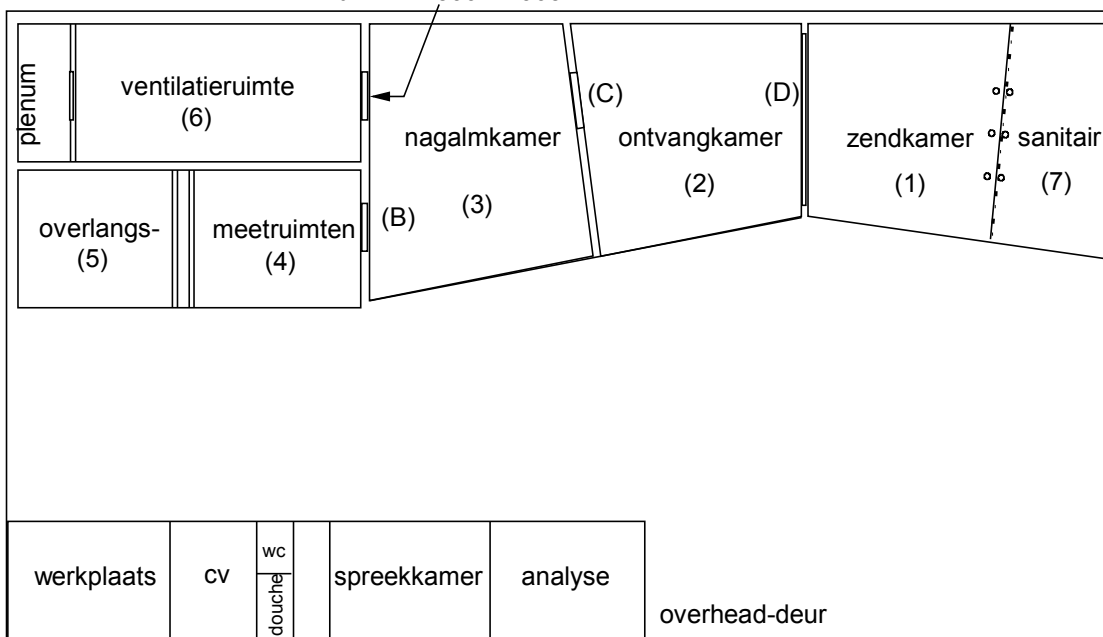 plenum
ventilatieruimte
(6)
nagalmkamer
(3)
(C)
ontvangkamer
(2)
(D)
zendkamer
(1)
sanitair
(7)
overlangs-
(5)
meetruimten
(4)
(B)
werkplaats
cv
wc
douche
spreekkamer
analyse
overhead-deur